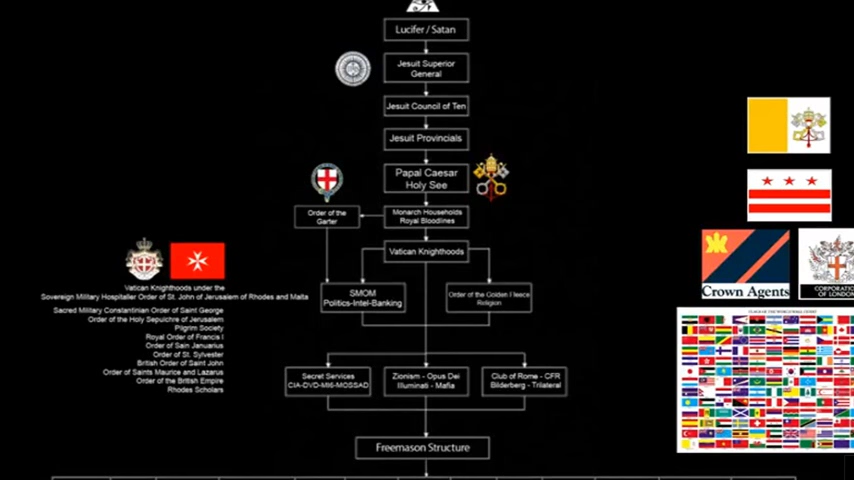 Lucifer / Satan
Jesuit Superior
General
Jesuit Council of Ten
Jesuit Provincials
Papal Caesar
Holy See
Order of the
Garter
Monarch Households
Royal Bloodlines
Vatican Knighthoods
SMOM
Politics-Intel-Banking
Order of the Golden Fleece
Religion
Vatican Knighthoods under the
Sovereign Military Hospitaller Order of St. John of Jerusalem of Rhodes and Malta
Sacred Military Constantinian Order of Saint George
Order of the Holy Sepulchre of Jerusalem
Pilgrim Society
Royal Order of Francis I
Order of Sain Januarius
Order of St. Sylvester
British Order of Saint John
Order of Saints Maurice and Lazarus
Order of the British Empire
Rhodes Scholars
Secret Services
CIA-DVD-MI6-MOSSAD
Zionism - Opus Dei
Illuminati - Mafia
Club of Rome - CFR
Bilderberg - Trilateral
Freemason Structure
Crown Agents
CORPORATION
OF LONDON